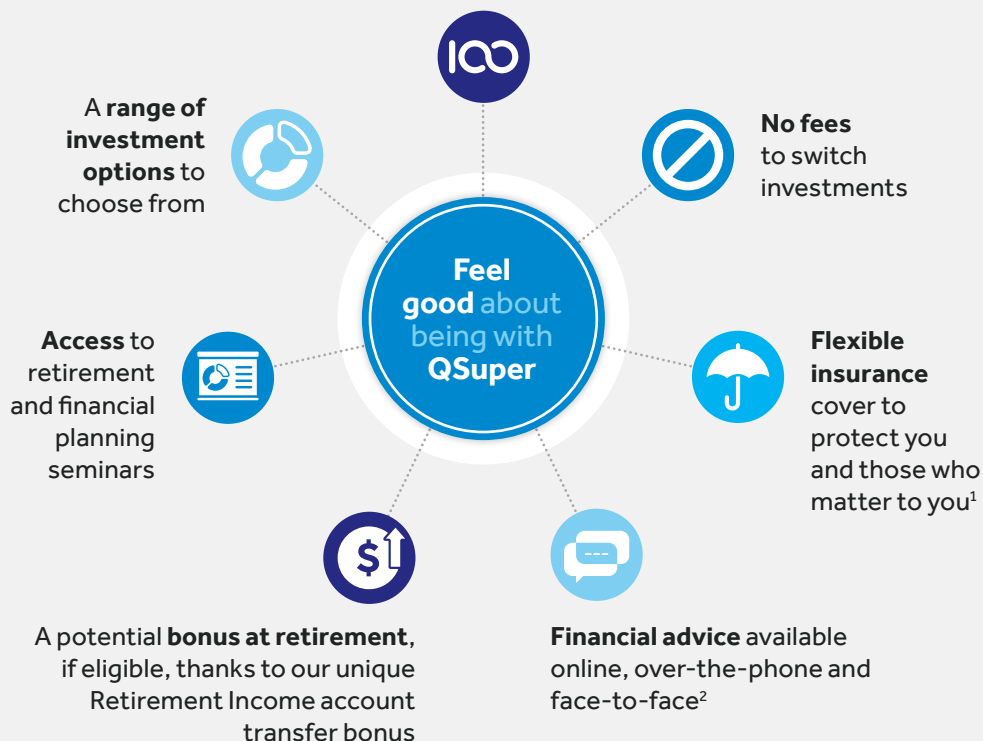 100
A range of
investment
options to
choose from
No fees
to switch
investments
Feel
good about
being with
QSuper
Access to
retirement
and financial
planning
seminars
Flexible
insurance
cover to
protect you
and those who
matter to you¹
$
A potential bonus at retirement,
if eligible, thanks to our unique
Retirement Income account
transfer bonus
Financial advice available
online, over-the-phone and
face-to-face²